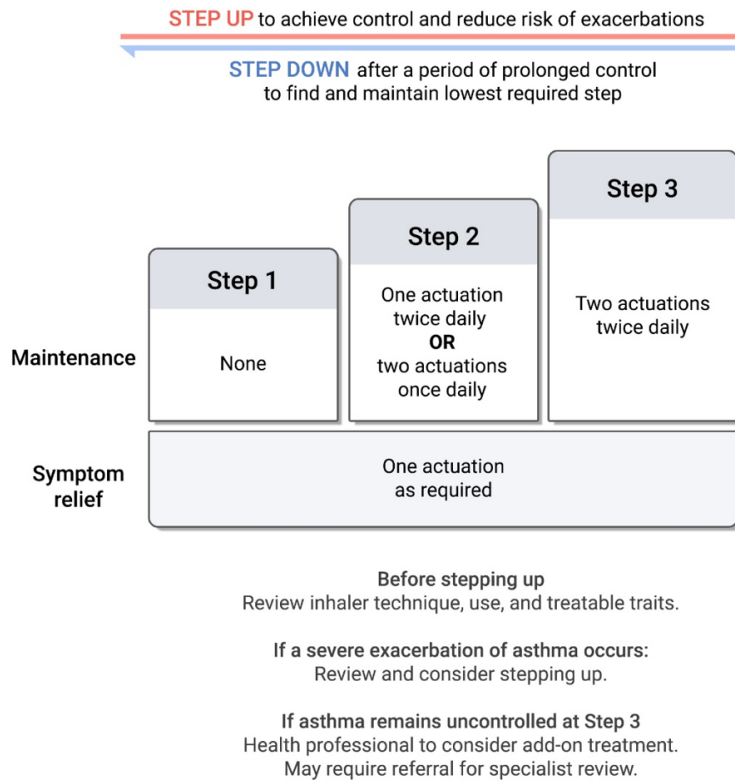 STEP UP to achieve control and reduce risk of exacerbations
STEP DOWN after a period of prolonged control
to find and maintain lowest required step
Step 1
Step 2
Step 3
Maintenance
None
One actuation
twice daily
OR
two actuations
once daily
Two actuations
twice daily
Symptom
relief
One actuation
as required
Before stepping up
Review inhaler technique, use, and treatable traits.
If a severe exacerbation of asthma occurs:
Review and consider stepping up.
If asthma remains uncontrolled at Step 3
Health professional to consider add-on treatment.
May require referral for specialist review.